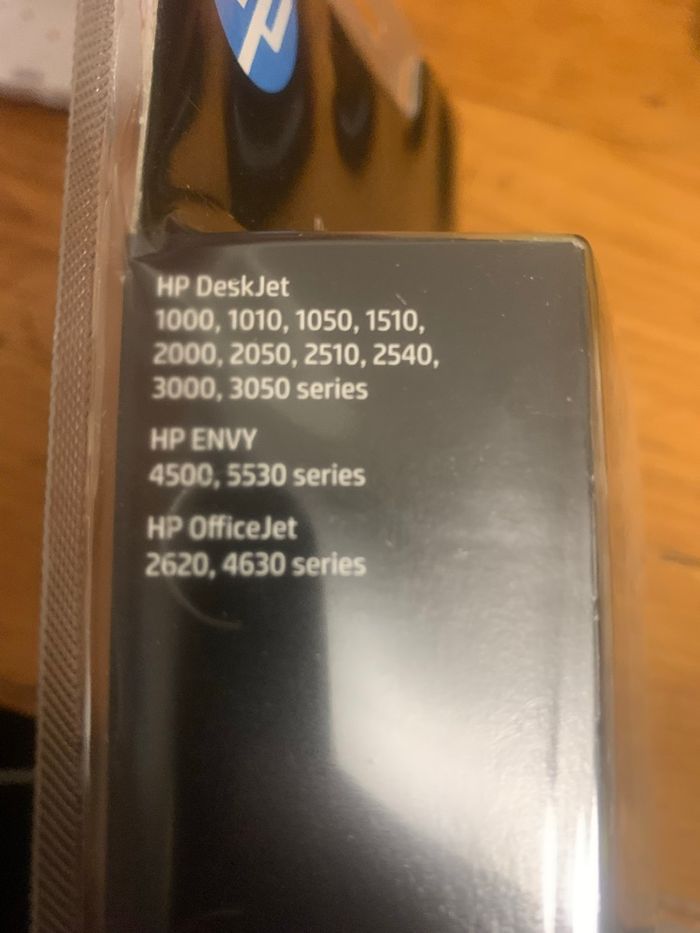 HP DeskJet
1000, 1010, 1050, 1510,
2000, 2050, 2510, 2540,
3000, 3050 series
HP ENVY
4500, 5530 series
HP OfficeJet
2620, 4630 series